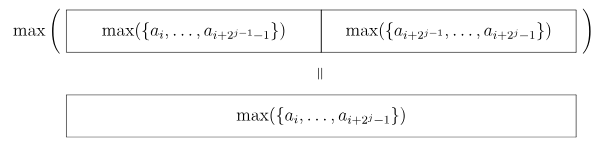 max( max({a_i, …, a_{i+2^{j−1}−1}}) max({a_{i+2^{j−1}}, …, a_{i+2^j−1}}) )
=
max({a_i, …, a_{i+2^j−1}})